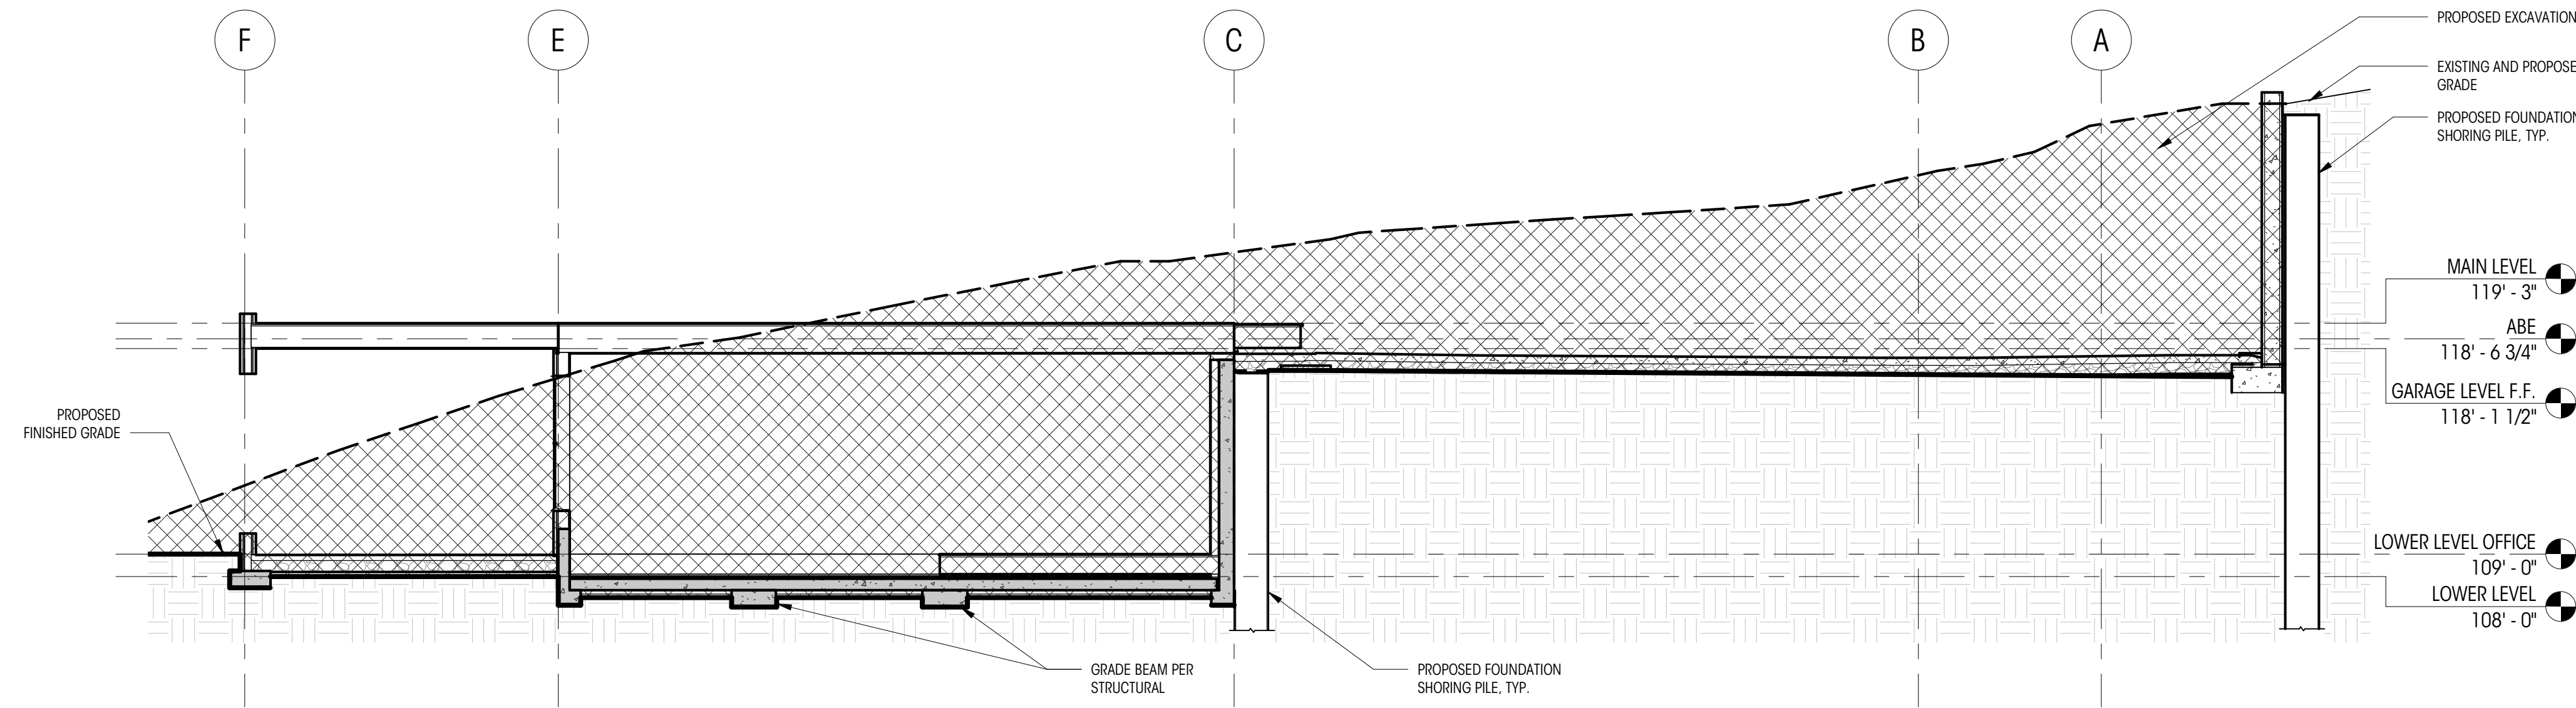 F
E
C
B
A
PROPOSED EXCAVATION
EXISTING AND PROPOSE
GRADE
PROPOSED FOUNDATION
SHORING PILE, TYP.
MAIN LEVEL
119' - 3"
ABE
118' - 6 3/4"
GARAGE LEVEL F.F.
118' - 1 1/2"
PROPOSED
FINISHED GRADE
LOWER LEVEL OFFICE
109' - 0"
LOWER LEVEL
108' - 0"
GRADE BEAM PER
STRUCTURAL
PROPOSED FOUNDATION
SHORING PILE, TYP.